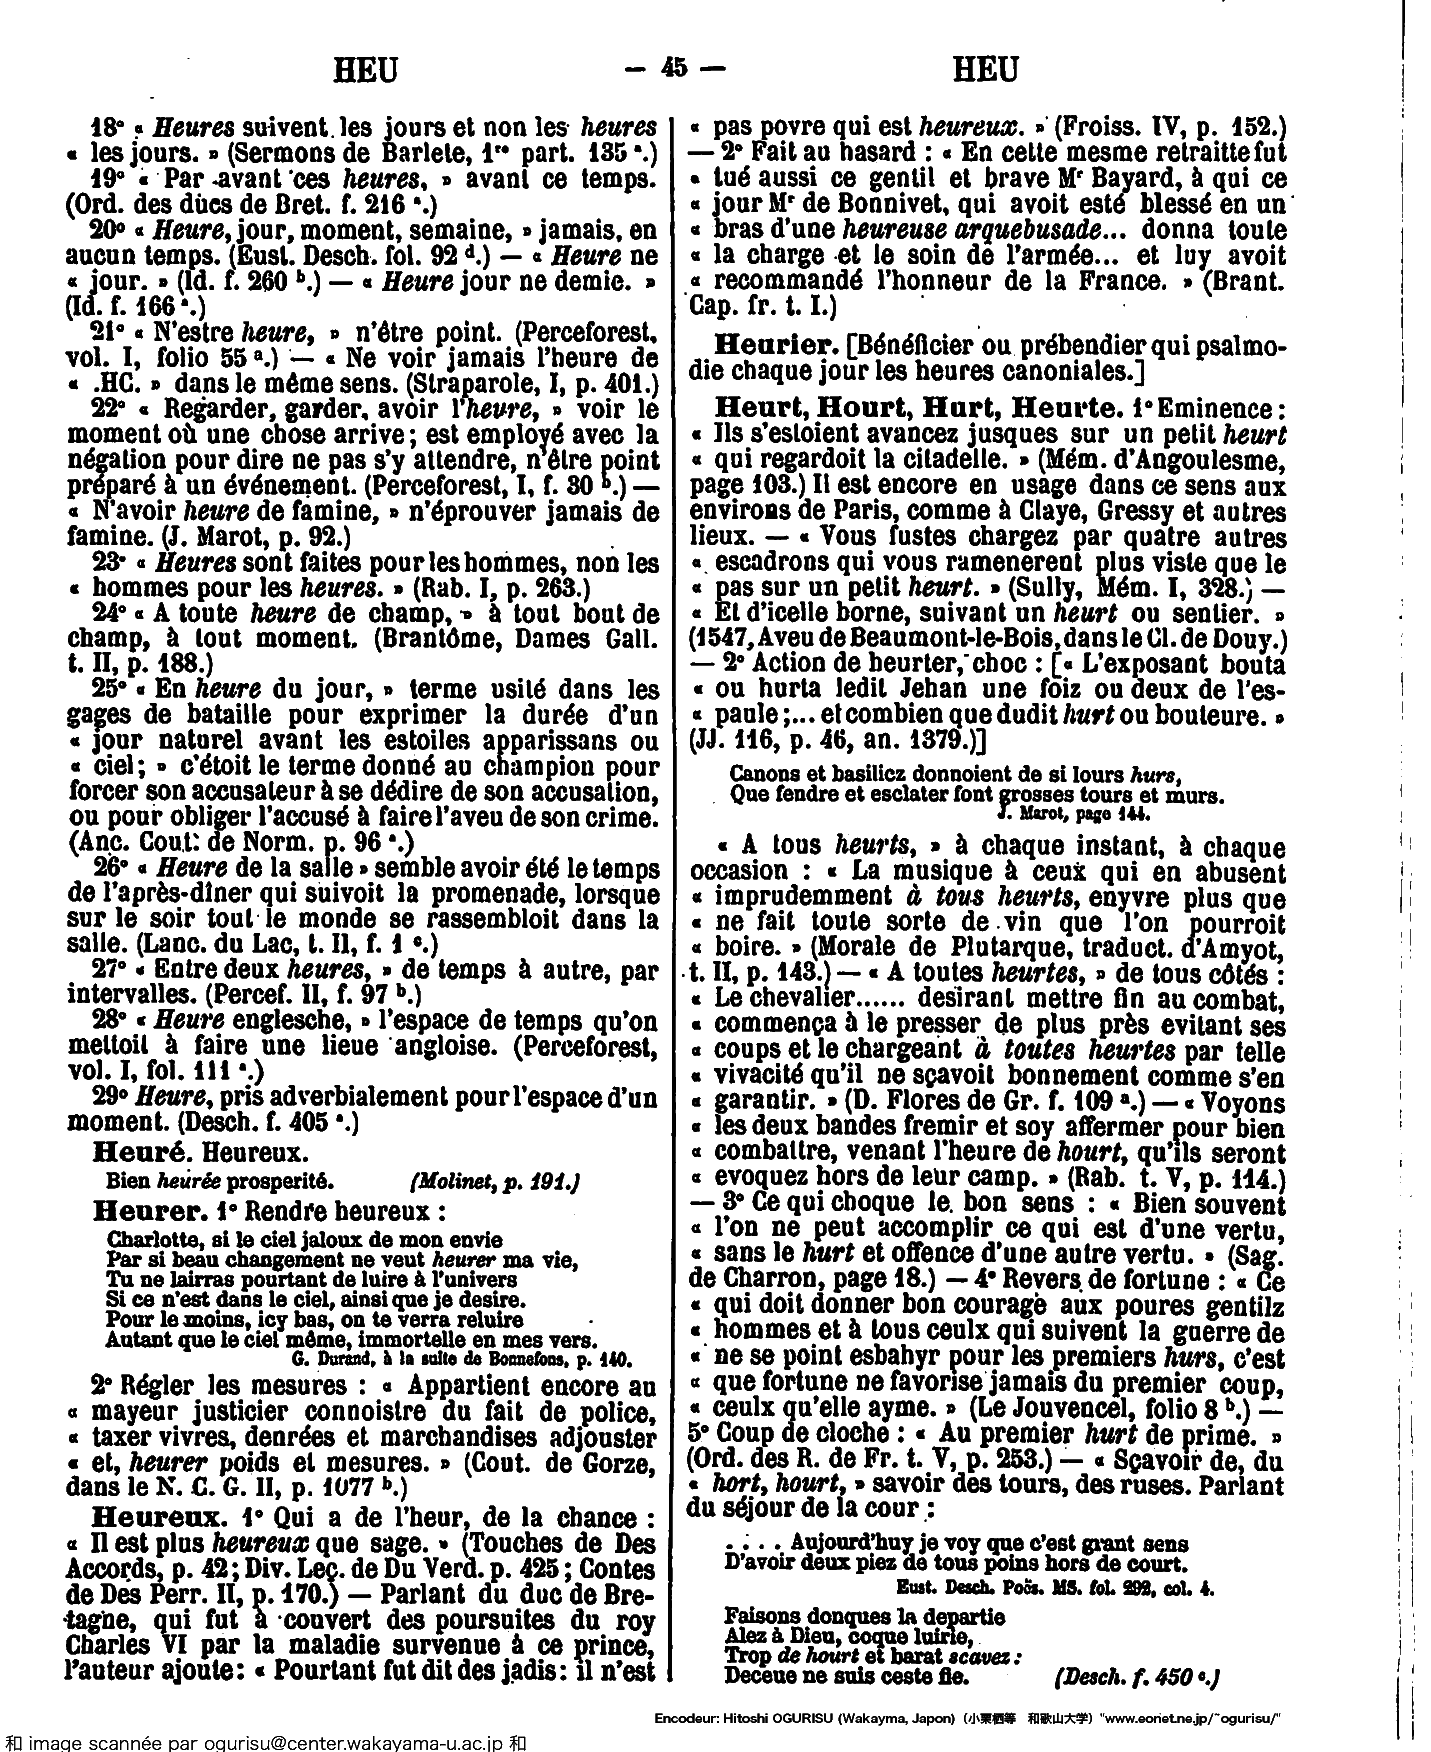 HEU — 45 — HEU
18° « Heures suivent les jours et non les heures
« les jours. » (Sermons de Barlete, 1re part. 135 a.)
19° « Par avant ces heures, » avant ce temps.
(Ord. des ducs de Bret. f. 216 a.)
20° « Heure, jour, moment, semaine, » jamais, en
aucun temps. (Eust. Desch. fol. 92 d.) — « Heure ne
« jour. » (Id. f. 260 b.) — « Heure jour ne demie. »
(Id. f. 166 a.)
21° « N'estre heure, » n'être point. (Perceforest,
vol. I, folio 55 a.) — « Ne voir jamais l'heure de
« .HC. » dans le même sens. (Straparole, I, p. 401.)
22° « Regarder, garder, avoir l'heure, » voir le
moment où une chose arrive ; est employé avec la
négation pour dire ne pas s'y attendre, n'être point
préparé à un événement. (Perceforest, I, f. 30 b.) —
« N'avoir heure de famine, » n'éprouver jamais de
famine. (J. Marot, p. 92.)
23° « Heures sont faites pour les hommes, non les
« hommes pour les heures. » (Rab. I, p. 263.)
24° « A toute heure de champ, » à tout bout de
champ, à tout moment. (Brantôme, Dames Gall.
t. II, p. 188.)
25° « En heure du jour, » terme usité dans les
gages de bataille pour exprimer la durée d'un
« jour naturel avant les estoiles apparissans ou
« ciel ; » c'étoit le terme donné au champion pour
forcer son accusateur à se dédire de son accusation,
ou pour obliger l'accusé à faire l'aveu de son crime.
(Anc. Cout. de Norm. p. 96 a.)
26° « Heure de la salle » semble avoir été le temps
de l'après-dîner qui suivoit la promenade, lorsque
sur le soir tout le monde se rassembloit dans la
salle. (Lanc. du Lac, t. II, f. 1 c.)
27° « Entre deux heures, » de temps à autre, par
intervalles. (Percef. II, f. 97 b.)
28° « Heure englesche, » l'espace de temps qu'on
mettoit à faire une lieue angloise. (Perceforest,
vol. I, fol. 111 a.)
29° Heure, pris adverbialement pour l'espace d'un
moment. (Desch. f. 405 a.)
Heuré. Heureux.
Bien heurée prosperité. (Molinet, p. 191.)
Heurer. 1° Rendre heureux :
Charlotte, si le ciel jaloux de mon envie
Par si beau changement ne veut heurer ma vie,
Tu ne lairras pourtant de luire à l'univers
Si ce n'est dans le ciel, ainsi que je desire.
Pour le moins, icy bas, on te verra reluire
Autant que le ciel même, immortelle en mes vers.
G. Durand, à la suite de Bonnefons, p. 140.
2° Régler les mesures : « Appartient encore au
« mayeur justicier connoistre du fait de police,
« taxer vivres, denrées et marchandises adjouster
« et, heurer poids et mesures. » (Cout. de Gorze,
dans le N. C. G. II, p. 1077 b.)
Heureux. 1° Qui a de l'heur, de la chance :
« Il est plus heureux que sage. » (Touches de Des
Accords, p. 42 ; Div. Leç. de Du Verd. p. 425 ; Contes
de Des Perr. II, p. 170.) — Parlant du duc de Bre-
tagne, qui fut à couvert des poursuites du roy
Charles VI par la maladie survenue à ce prince,
l'auteur ajoute : « Pourtant fut dit des jadis : il n'est
« pas povre qui est heureux. » (Froiss. IV, p. 152.)
— 2° Fait au hasard : « En cette mesme retraitte fut
« tué aussi ce gentil et brave Mr Bayard, à qui ce
« jour Mr de Bonnivet, qui avoit esté blessé en un
« bras d'une heureuse arquebusade... donna toute
« la charge et le soin de l'armée... et luy avoit
« recommandé l'honneur de la France. » (Brant.
Cap. fr. t. I.)
Heurier. [Bénéficier ou prébendier qui psalmo-
die chaque jour les heures canoniales.]
Heurt, Hourt, Hurt, Heurte. 1° Eminence :
« Ils s'estoient avancez jusques sur un petit heurt
« qui regardoit la citadelle. » (Mém. d'Angoulesme,
page 103.) Il est encore en usage dans ce sens aux
environs de Paris, comme à Claye, Gressy et autres
lieux. — « Vous fustes chargez par quatre autres
« escadrons qui vous ramenerent plus viste que le
« pas sur un petit heurt. » (Sully, Mém. I, 328.) —
« Et d'icelle borne, suivant un heurt ou sentier. »
(1547, Aveu de Beaumont-le-Bois, dans le Cl. de Douy.)
— 2° Action de heurter, choc : [« L'exposant bouta
« ou hurta ledit Jehan une foiz ou deux de l'es-
« paule ;... et combien que dudit hurt ou bouteure. »
(JJ. 116, p. 46, an. 1379.)]
Canons et basilicz donnoient de si lours hurs,
Que fendre et esclater font grosses tours et murs.
J. Marot, page 144.
« A tous heurts, » à chaque instant, à chaque
occasion : « La musique à ceux qui en abusent
« imprudemment à tous heurts, enyvre plus que
« ne fait toute sorte de vin que l'on pourroit
« boire. » (Morale de Plutarque, traduct. d'Amyot,
t. II, p. 143.) — « A toutes heurtes, » de tous côtés :
« Le chevalier...... desirant mettre fin au combat,
« commença à le presser de plus près evitant ses
« coups et le chargeant à toutes heurtes par telle
« vivacité qu'il ne sçavoit bonnement comme s'en
« garantir. » (D. Flores de Gr. f. 109 a.) — « Voyons
« les deux bandes fremir et soy affermer pour bien
« combattre, venant l'heure de hourt, qu'ils seront
« evoquez hors de leur camp. » (Rab. t. V, p. 114.)
— 3° Ce qui choque le bon sens : « Bien souvent
« l'on ne peut accomplir ce qui est d'une vertu,
« sans le hurt et offence d'une autre vertu. » (Sag.
de Charron, page 18.) — 4° Revers de fortune : « Ce
« qui doit donner bon courage aux poures gentilz
« hommes et à tous ceulx qui suivent la guerre de
« ne se point esbahyr pour les premiers hurs, c'est
« que fortune ne favorise jamais du premier coup,
« ceulx qu'elle ayme. » (Le Jouvencel, folio 8 b.) —
5° Coup de cloche : « Au premier hurt de prime. »
(Ord. des R. de Fr. t. V, p. 253.) — « Sçavoir de, du
« hort, hourt, » savoir des tours, des ruses. Parlant
du séjour de la cour :
. . . . Aujourd'huy je voy que c'est grant sens
D'avoir deux piez de tous poins hors de court.
Eust. Desch. Poës. MS. fol. 292, col. 4.
Faisons donques la departie
Alez à Dieu, coque luirie,
Trop de hourt et barat scavez :
Deceue ne suis ceste fie. (Desch. f. 450 c.)
Encodeur: Hitoshi OGURISU (Wakayma, Japon) (小栗栖等 和歌山大学) "www.eonet.ne.jp/~ogurisu/"
和 image scannée par ogurisu@center.wakayama-u.ac.jp 和